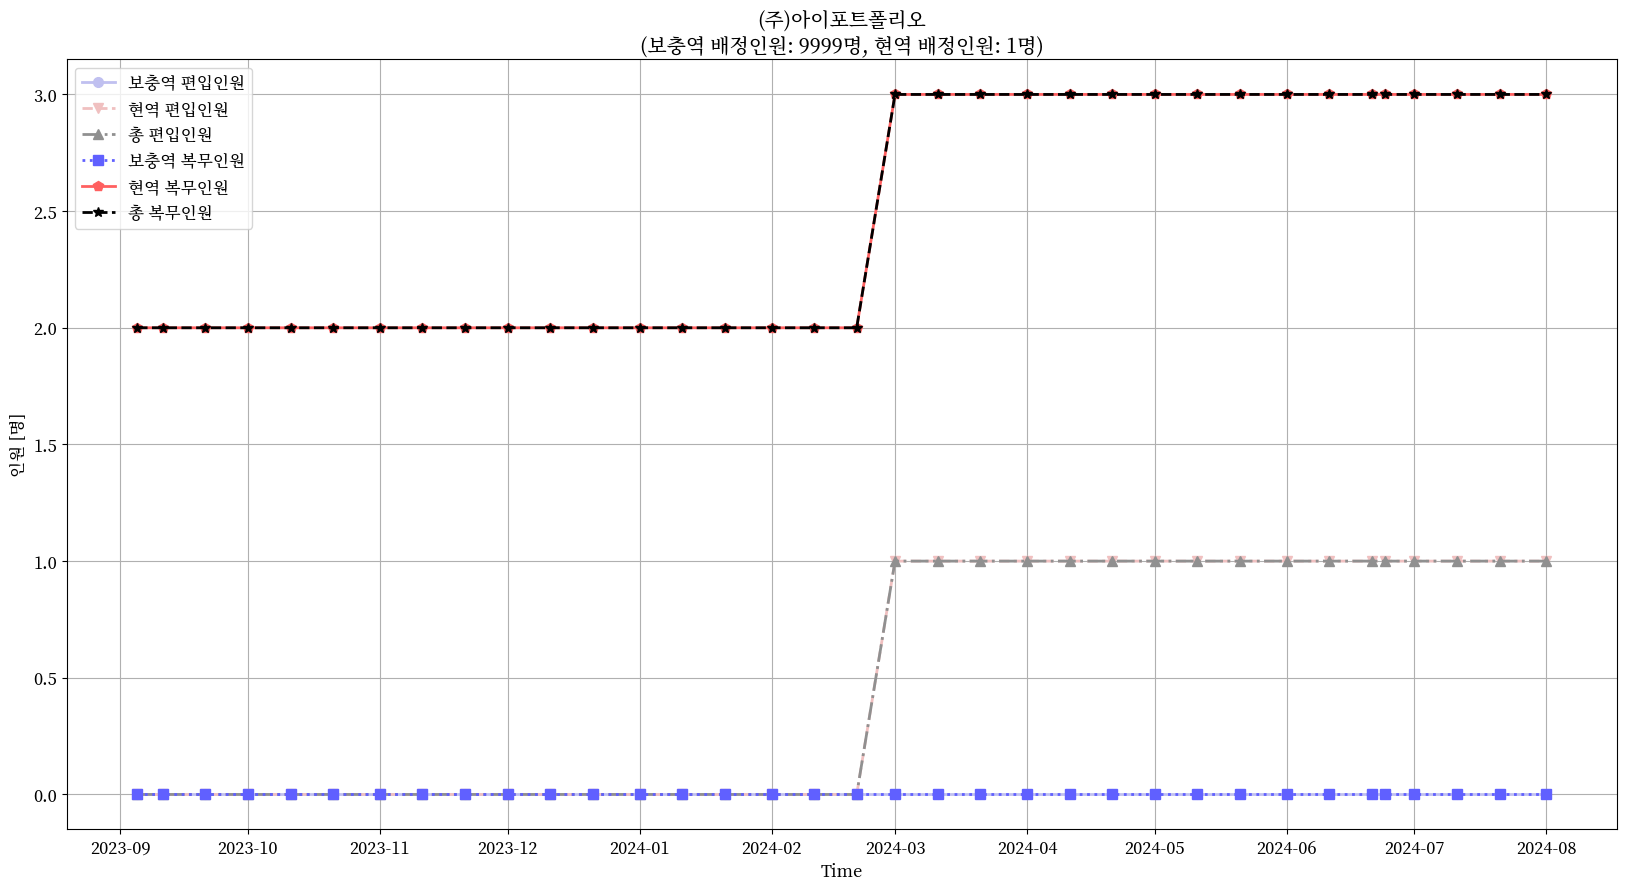 (주)아이포트폴리오
(보충역 배정인원: 9999명, 현역 배정인원: 1명)
보충역 편입인원
현역 편입인원
총 편입인원
보충역 복무인원
현역 복무인원
총 복무인원
인원 [명]
3.0
2.5
2.0
1.5
1.0
0.5
0.0
2023-09 2023-10 2023-11 2023-12 2024-01 2024-02 2024-03 2024-04 2024-05 2024-06 2024-07 2024-08
Time